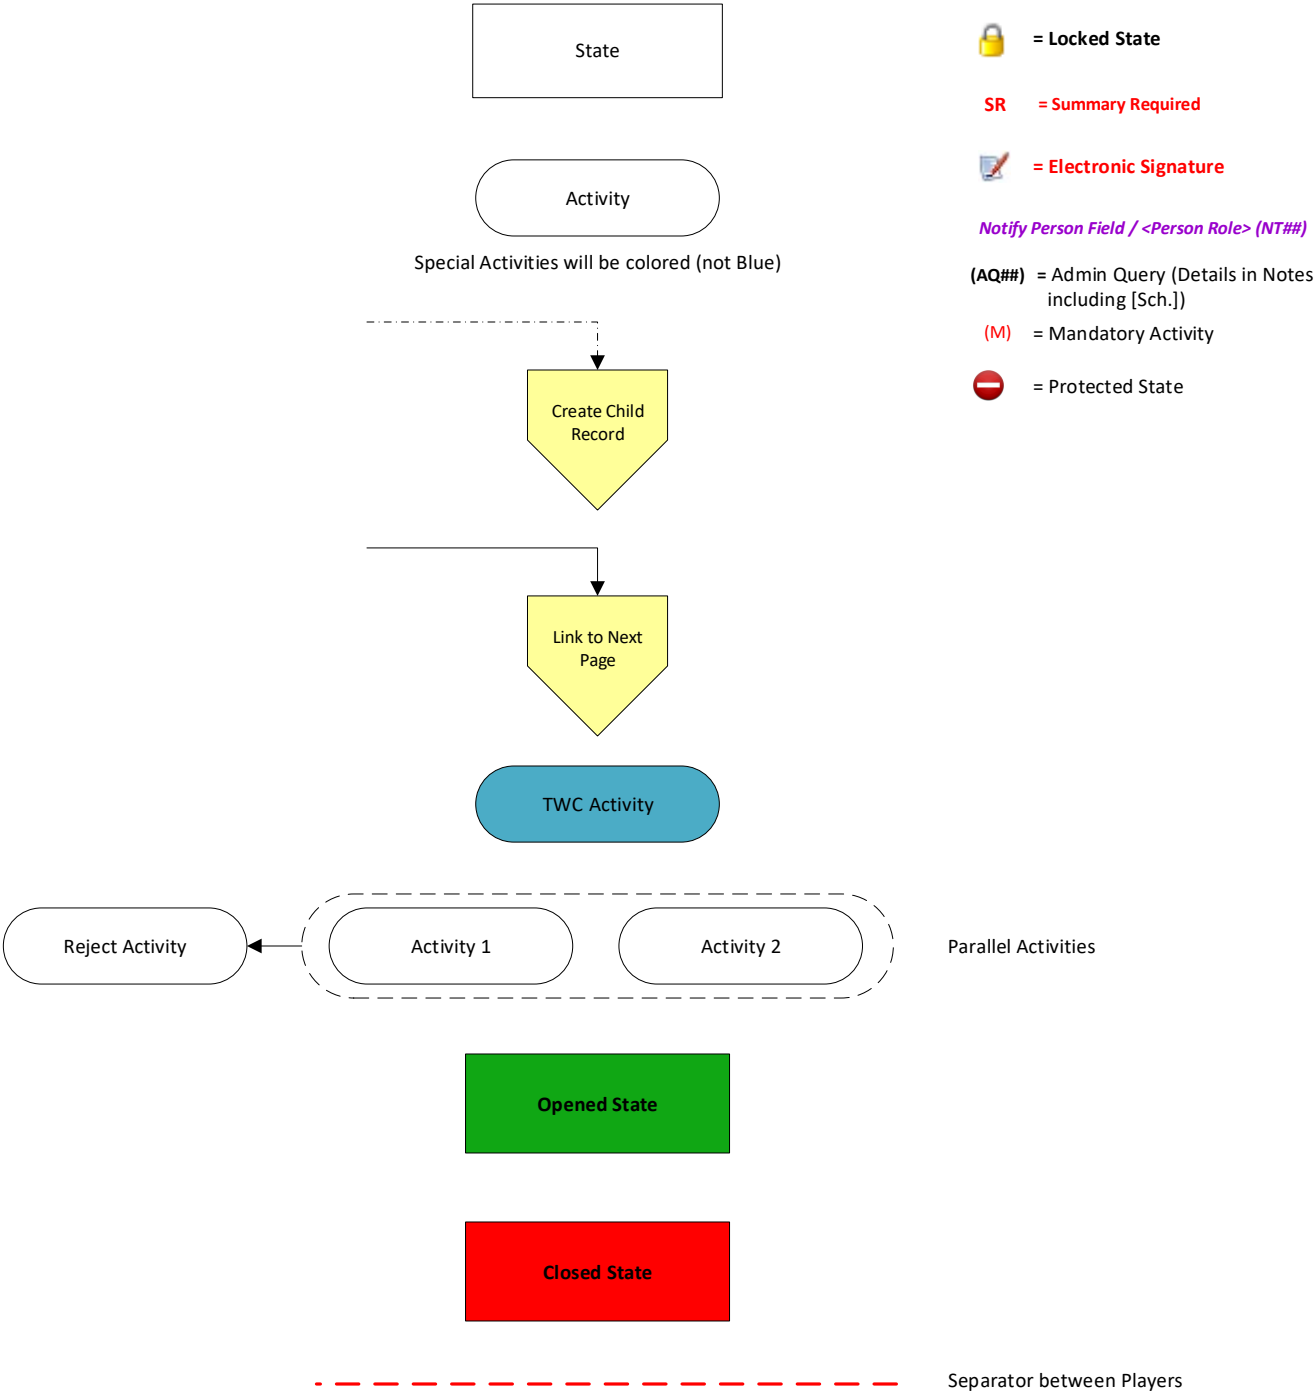 State
= Locked State
SR = Summary Required
Activity
= Electronic Signature
Notify Person Field / <Person Role> (NT##)
Special Activities will be colored (not Blue)
(AQ##) = Admin Query (Details in Notes
including [Sch.])
(M) = Mandatory Activity
= Protected State
Create Child
Record
Link to Next
Page
TWC Activity
Reject Activity
Activity 1
Activity 2
Parallel Activities
Opened State
Closed State
Separator between Players